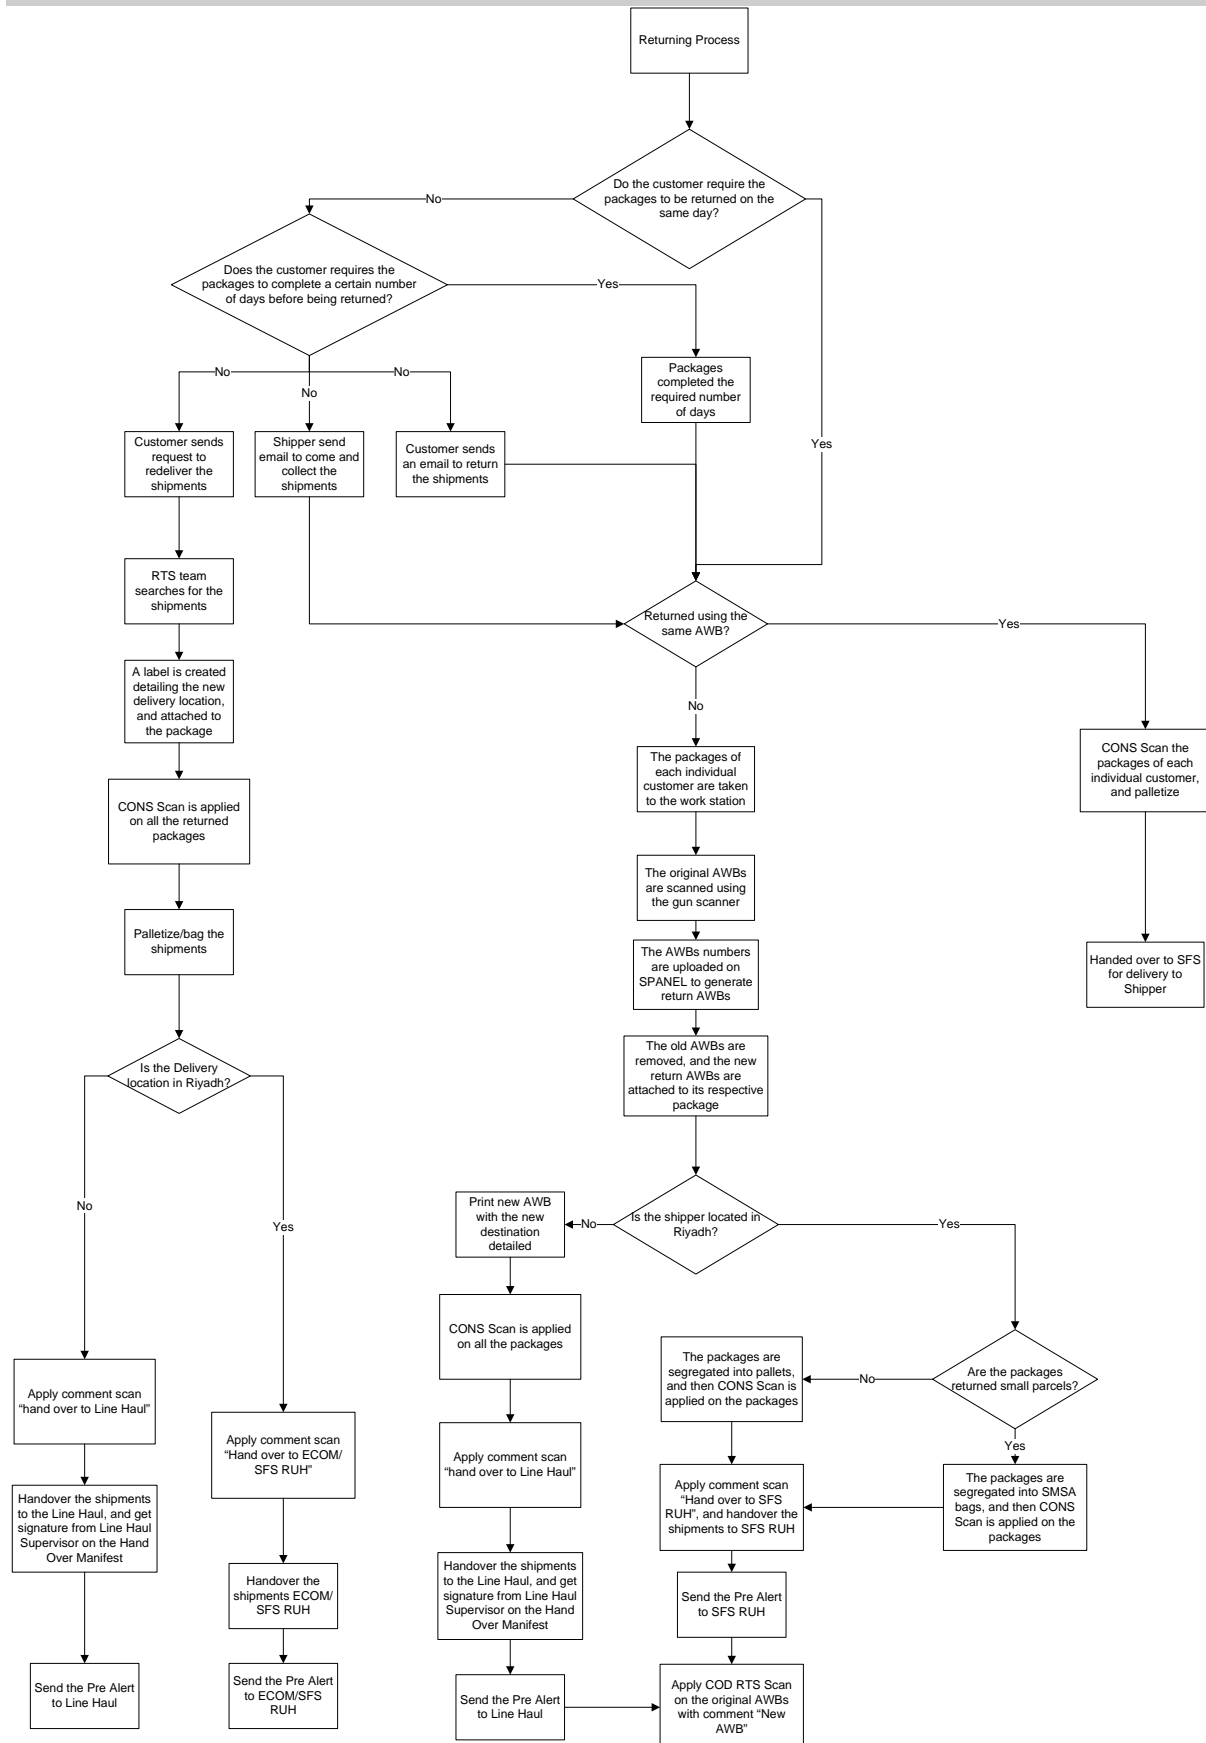 Returning Process
Do the customer require the
packages to be returned on the
same day?
No
Does the customer requires the
packages to complete a certain number
of days before being returned?
Yes
No
No
No
Packages
completed the
required number
of days
Yes
Customer sends
request to
redeliver the
shipments
Shipper send
email to come and
collect the
shipments
Customer sends
an email to return
the shipments
RTS team
searches for the
shipments
Returned using the
same AWB?
Yes
No
A label is created
detailing the new
delivery location,
and attached to
the package
CONS Scan the
packages of each
individual customer,
and palletize
The packages of
each individual
customer are taken
to the work station
CONS Scan is applied
on all the returned
packages
The original AWBs
are scanned using
the gun scanner
Palletize/bag the
shipments
The AWBs numbers
are uploaded on
SPANEL to generate
return AWBs
Handed over to SFS
for delivery to
Shipper
The old AWBs are
removed, and the new
return AWBs are
attached to its respective
package
Is the Delivery
location in Riyadh?
No
Yes
Print new AWB
with the new
destination
detailed
No
Is the shipper located in
Riyadh?
Yes
CONS Scan is applied
on all the packages
The packages are
segregated into pallets,
and then CONS Scan is
applied on the packages
No
Are the packages
returned small parcels?
Yes
Apply comment scan
“hand over to Line Haul”
Apply comment scan
“Hand over to ECOM/
SFS RUH”
Apply comment scan
“hand over to Line Haul”
Apply comment scan
“Hand over to SFS
RUH”, and handover the
shipments to SFS RUH
The packages are
segregated into SMSA
bags, and then CONS
Scan is applied on the
packages
Handover the shipments
to the Line Haul, and get
signature from Line Haul
Supervisor on the Hand
Over Manifest
Handover the
shipments ECOM/
SFS RUH
Handover the shipments
to the Line Haul, and get
signature from Line Haul
Supervisor on the Hand
Over Manifest
Send the Pre Alert
to SFS RUH
Send the Pre Alert
to Line Haul
Send the Pre Alert
to ECOM/SFS
RUH
Send the Pre Alert
to Line Haul
Apply COD RTS Scan
on the original AWBs
with comment “New
AWB”